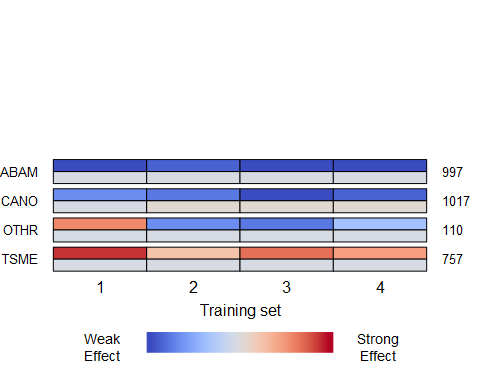 ABAM 997
CANO 1017
OTHR 110
TSME 757
1 2 3 4
Training set
Weak Effect
Strong Effect